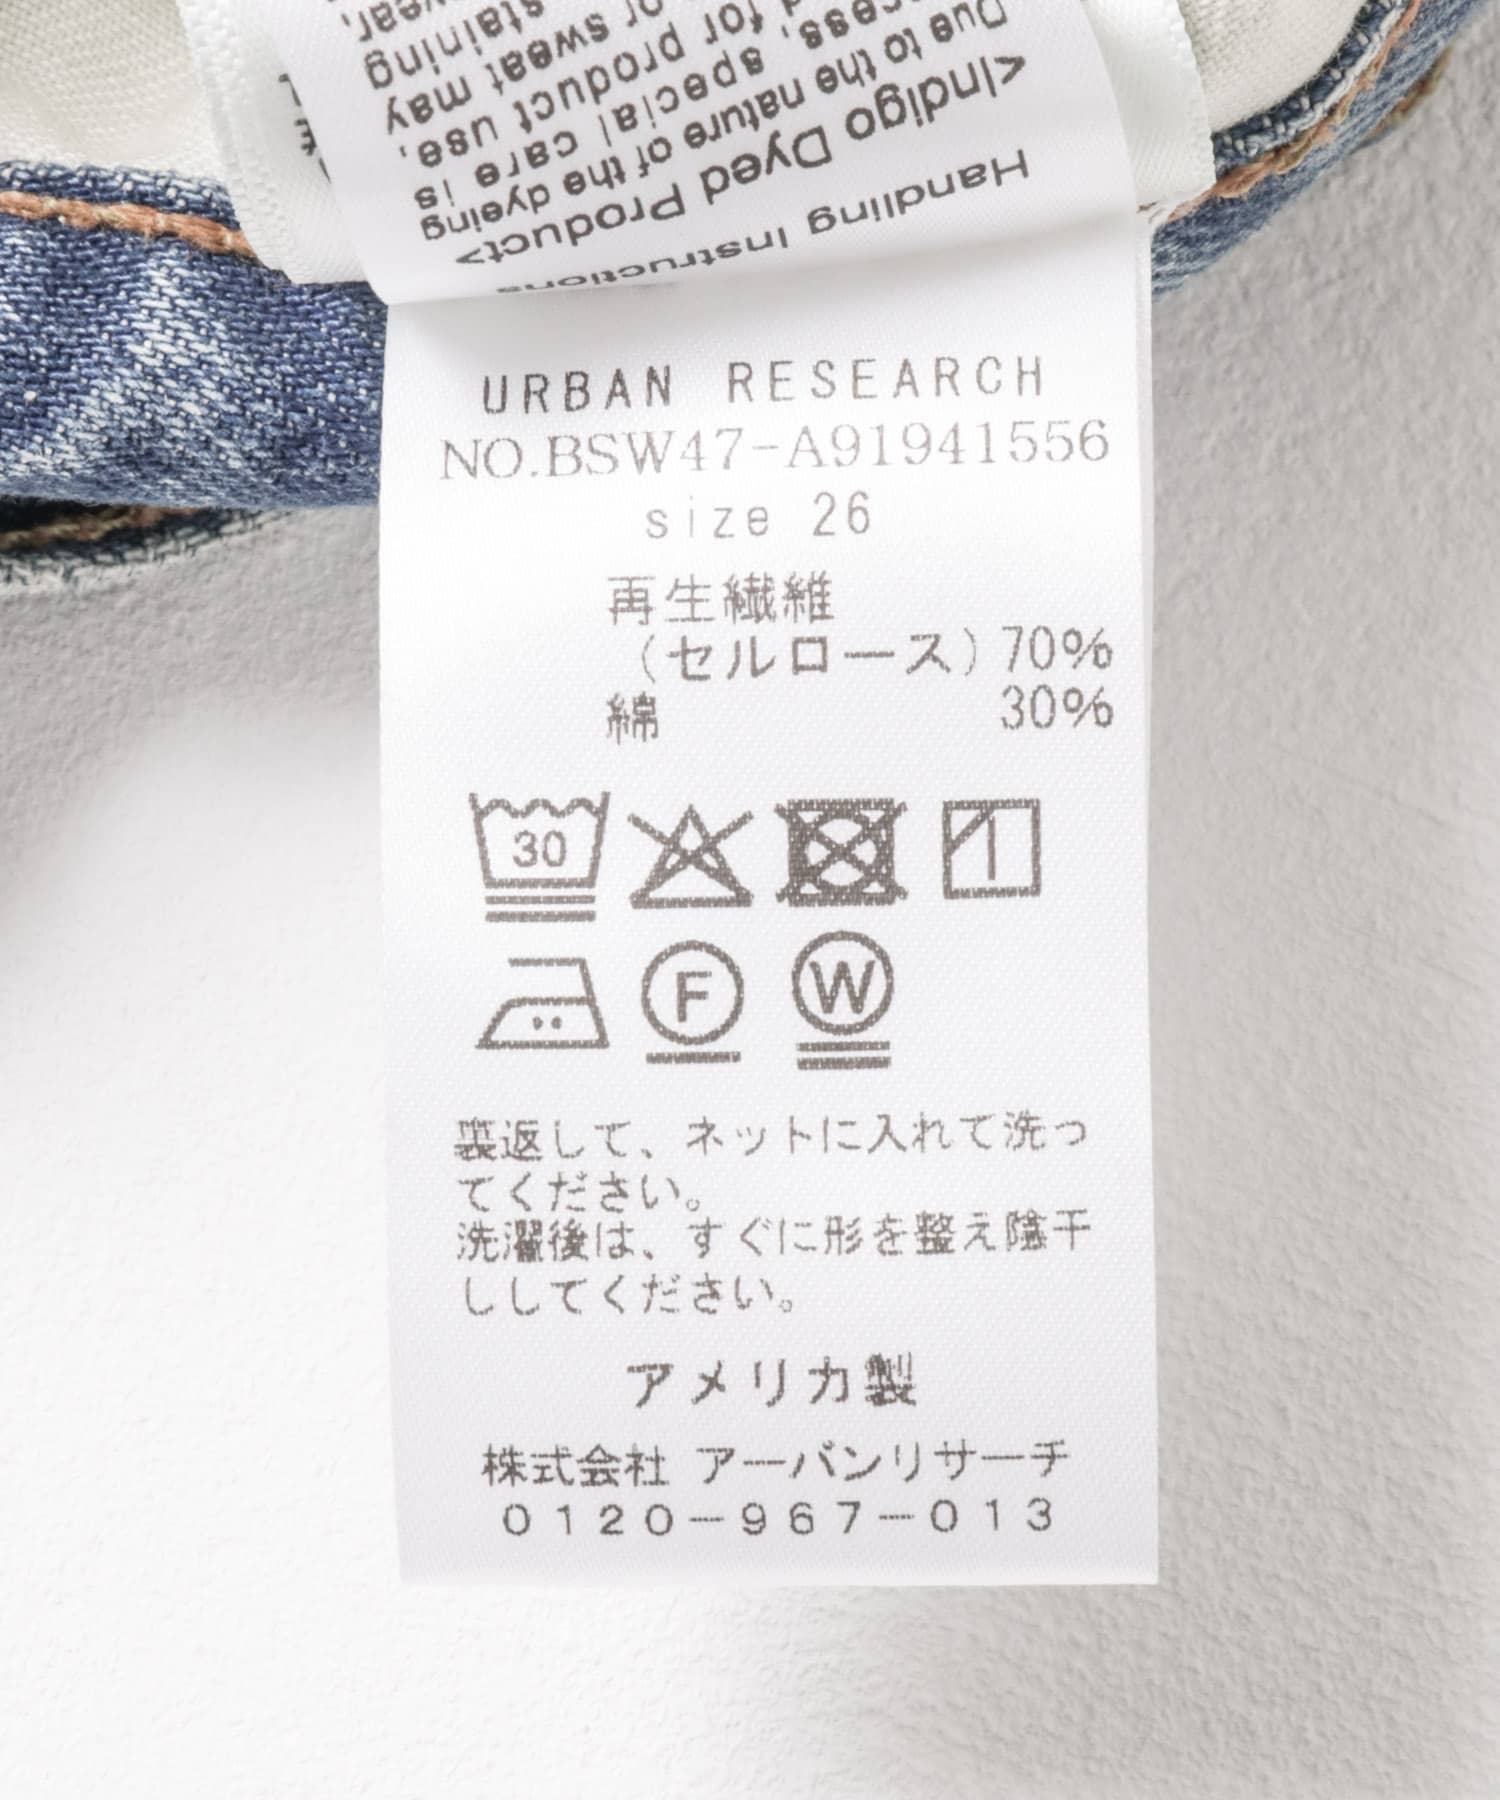 Handling Instructions
<Indigo Dyed Product>
Due to the nature of the dyeing
special care is
product use,
or sweat may
staining
URBAN RESEARCH
NO.BSW47-A91941556
size 26
再生繊維
(セルロース) 70%
綿 30%
30
F
W
裏返して、ネットに入れて洗っ
てください。
洗濯後は、すぐに形を整え陰干
ししてください。
アメリカ製
株式会社 アーバンリサーチ
0120-967-013